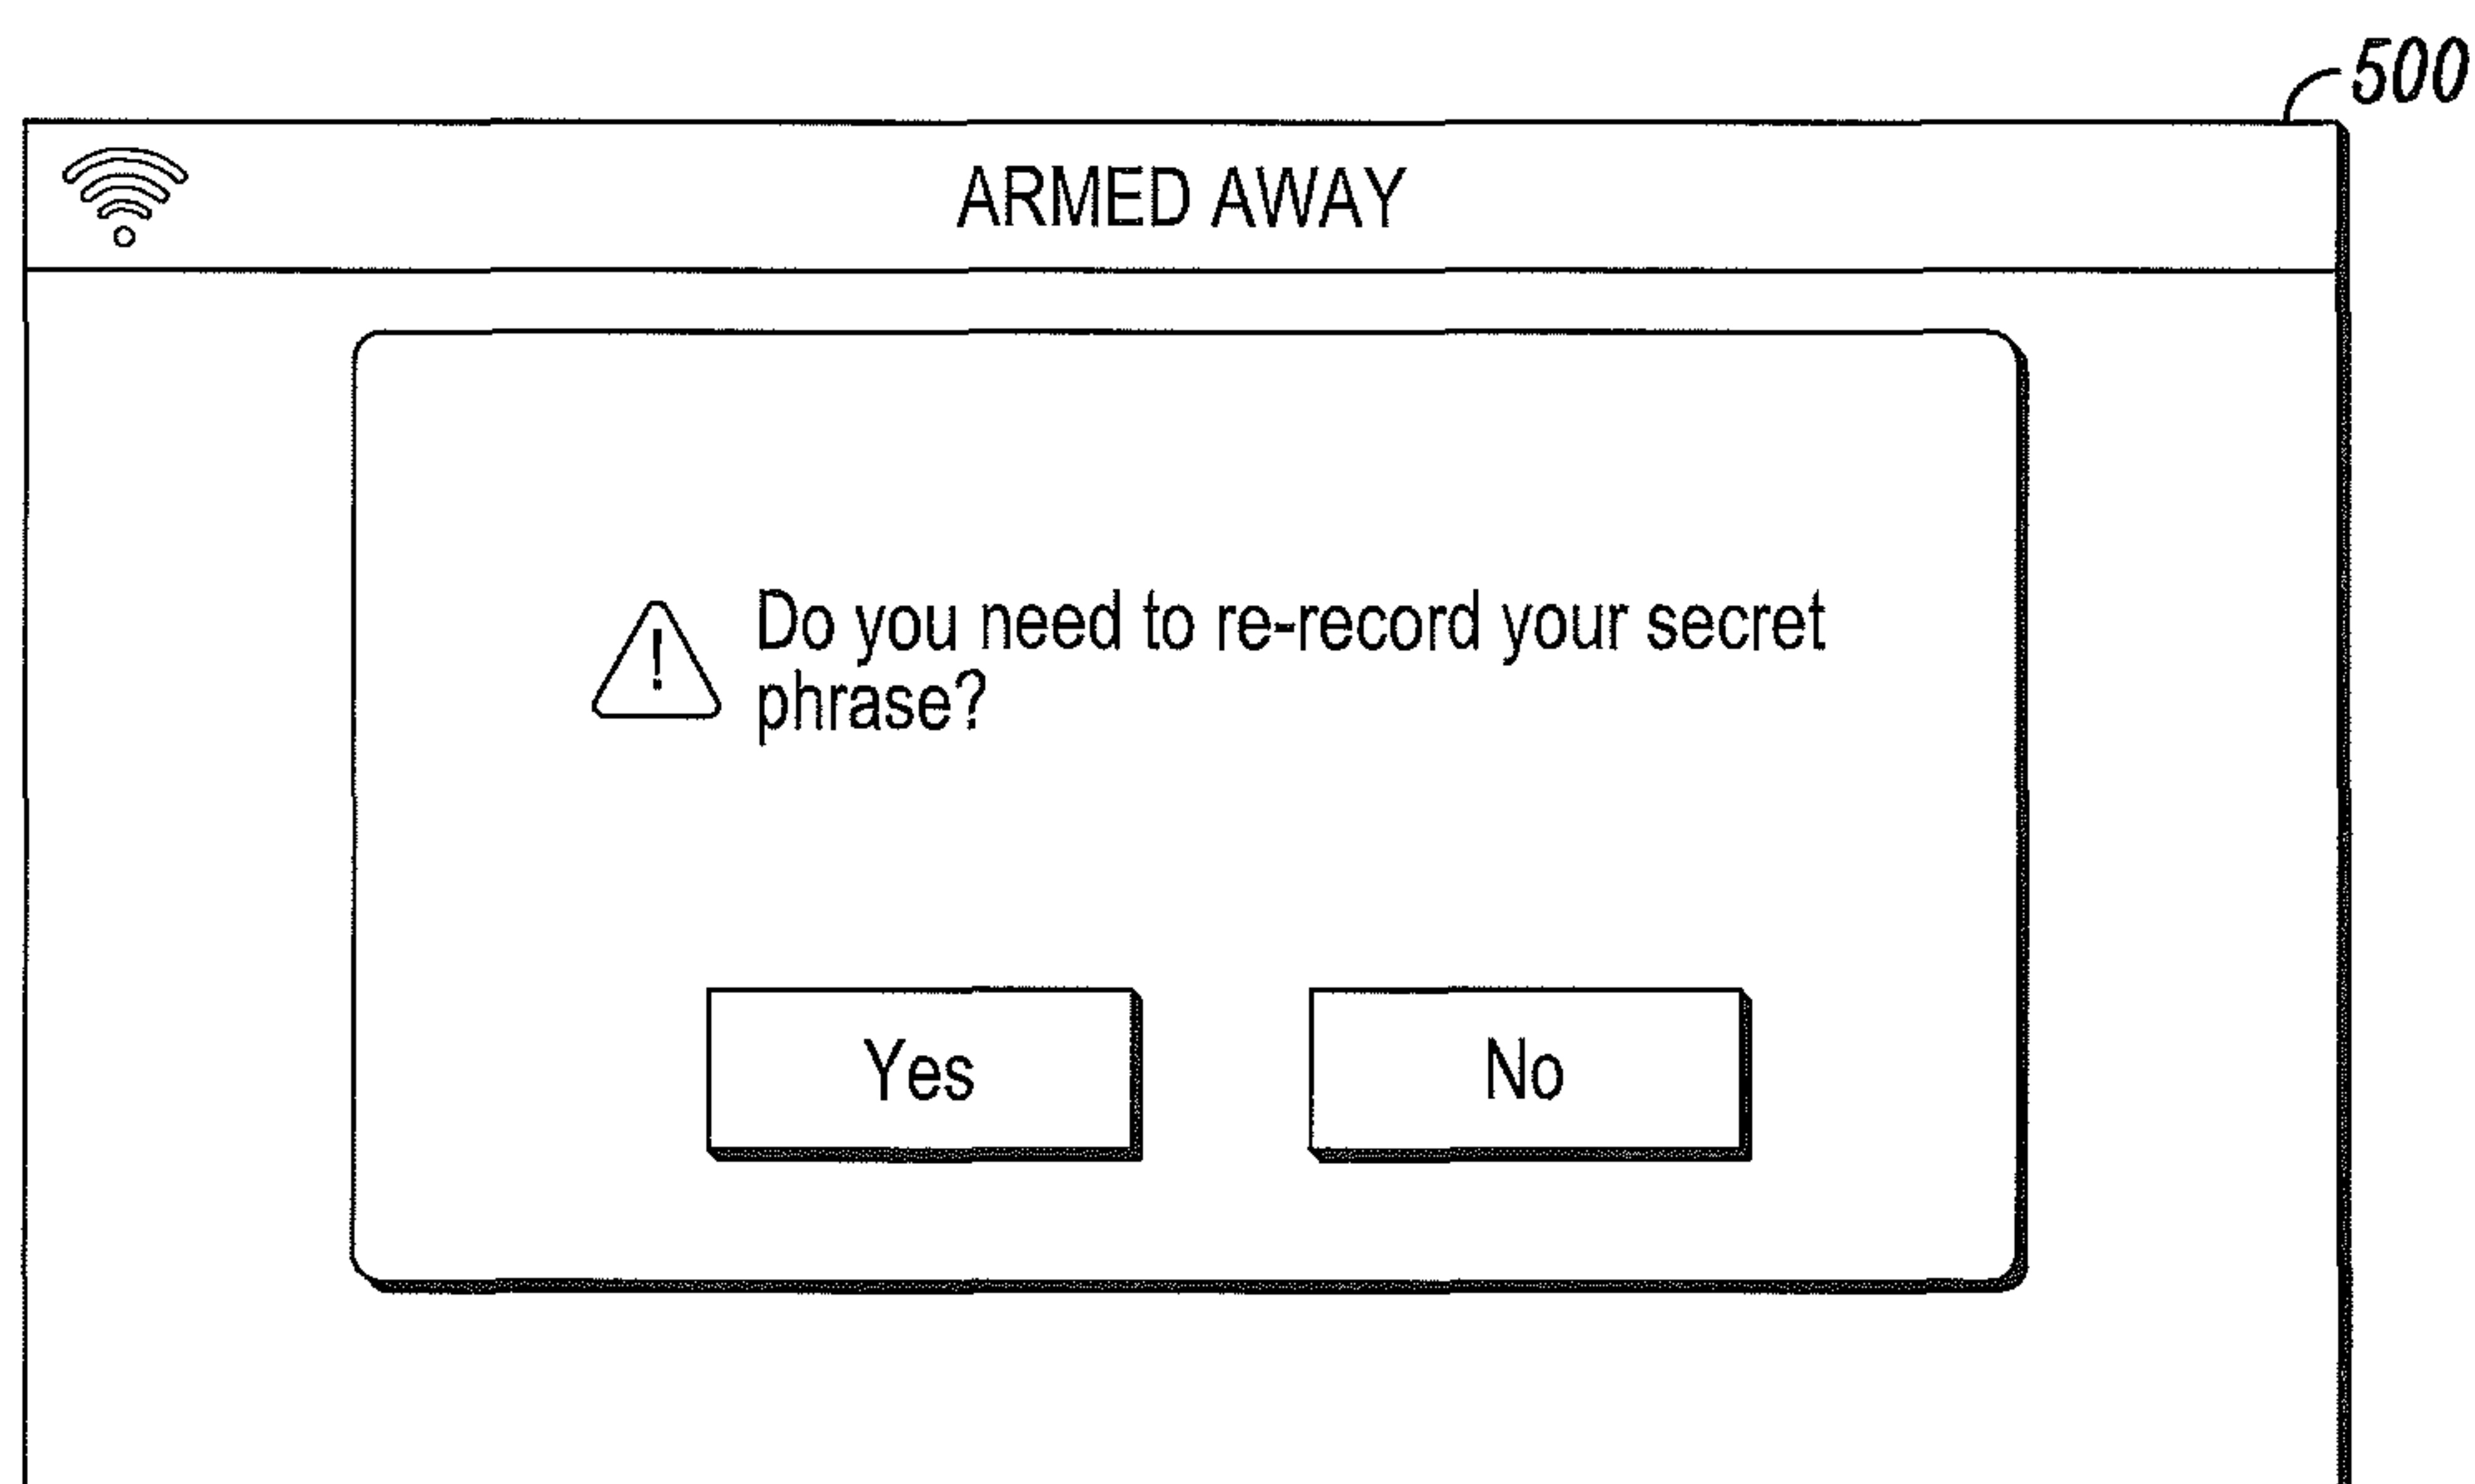 500
ARMED AWAY
! Do you need to re-record your secret
phrase?
Yes
No